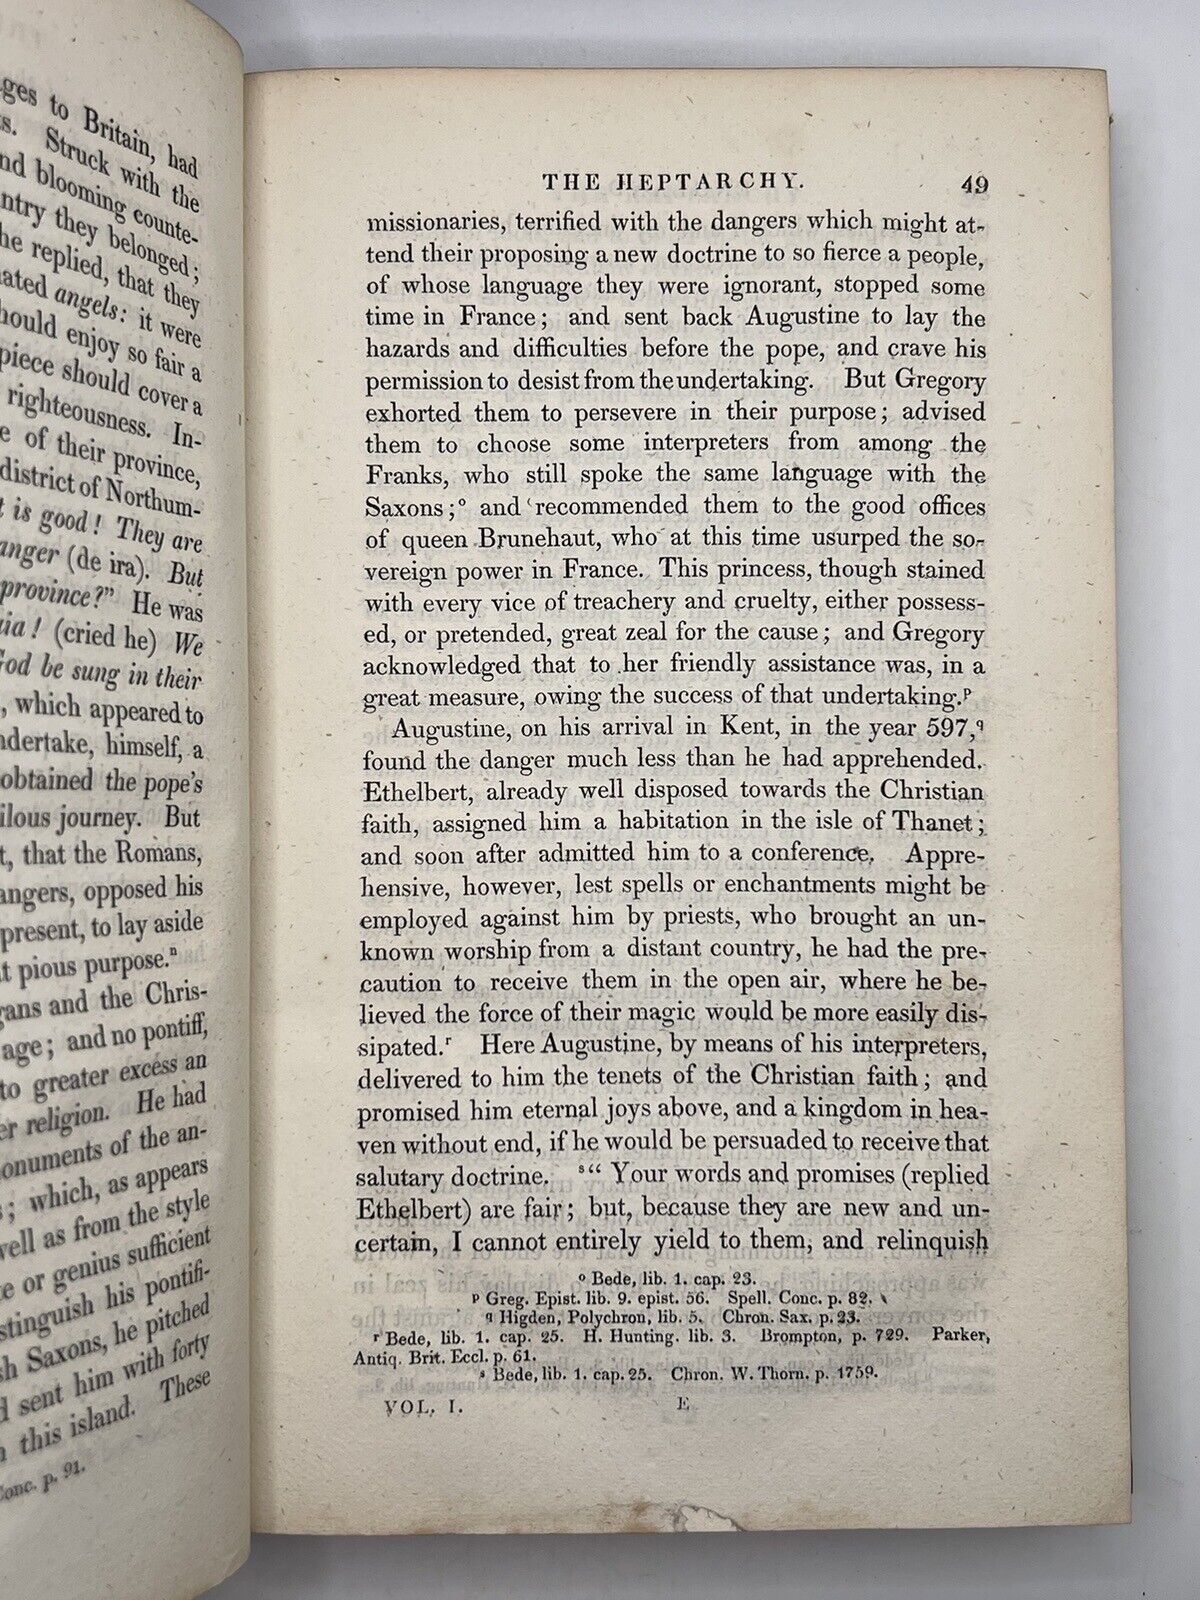 ges to Britain, had
s. Struck with the
nd blooming counte-
ntry they belonged;
he replied, that they
nated angels: it were
hould enjoy so fair a
piece should cover a
righteousness. In-
e of their province,
district of Northum-
t is good! They are
anger (de ira). But
province?" He was
uia! (cried he) We
God be sung in their
, which appeared to
ndertake, himself, a
obtained the pope's
ilous journey. But
t, that the Romans,
angers, opposed his
present, to lay aside
t pious purpose.n
gans and the Chris-
age; and no pontiff,
to greater excess an
er religion. He had
onuments of the an-
s; which, as appears
well as from the style
te or genius sufficient
stinguish his pontifi-
sh Saxons, he pitched
d sent him with forty
n this island. These
Conc. p. 91.
THE HEPTARCHY. 49
missionaries, terrified with the dangers which might at-
tend their proposing a new doctrine to so fierce a people,
of whose language they were ignorant, stopped some
time in France; and sent back Augustine to lay the
hazards and difficulties before the pope, and crave his
permission to desist from the undertaking. But Gregory
exhorted them to persevere in their purpose; advised
them to choose some interpreters from among the
Franks, who still spoke the same language with the
Saxons;o and recommended them to the good offices
of queen Brunehaut, who at this time usurped the so-
vereign power in France. This princess, though stained
with every vice of treachery and cruelty, either possess-
ed, or pretended, great zeal for the cause; and Gregory
acknowledged that to her friendly assistance was, in a
great measure, owing the success of that undertaking.p
Augustine, on his arrival in Kent, in the year 597,q
found the danger much less than he had apprehended.
Ethelbert, already well disposed towards the Christian
faith, assigned him a habitation in the isle of Thanet;
and soon after admitted him to a conference. Appre-
hensive, however, lest spells or enchantments might be
employed against him by priests, who brought an un-
known worship from a distant country, he had the pre-
caution to receive them in the open air, where he be-
lieved the force of their magic would be more easily dis-
sipated.r Here Augustine, by means of his interpreters,
delivered to him the tenets of the Christian faith; and
promised him eternal joys above, and a kingdom in hea-
ven without end, if he would be persuaded to receive that
salutary doctrine. s“ Your words and promises (replied
Ethelbert) are fair; but, because they are new and un-
certain, I cannot entirely yield to them, and relinquish
o Bede, lib. 1. cap. 23.
p Greg. Epist. lib. 9. epist. 56. Spell. Conc. p. 82.
q Higden, Polychron, lib. 5. Chron. Sax. p. 23.
r Bede, lib. 1. cap. 25. H. Hunting. lib. 3. Brompton, p. 729. Parker,
Antiq. Brit. Eccl. p. 61.
s Bede, lib. 1. cap. 25. Chron. W. Thorn. p. 1759.
VOL. I. E